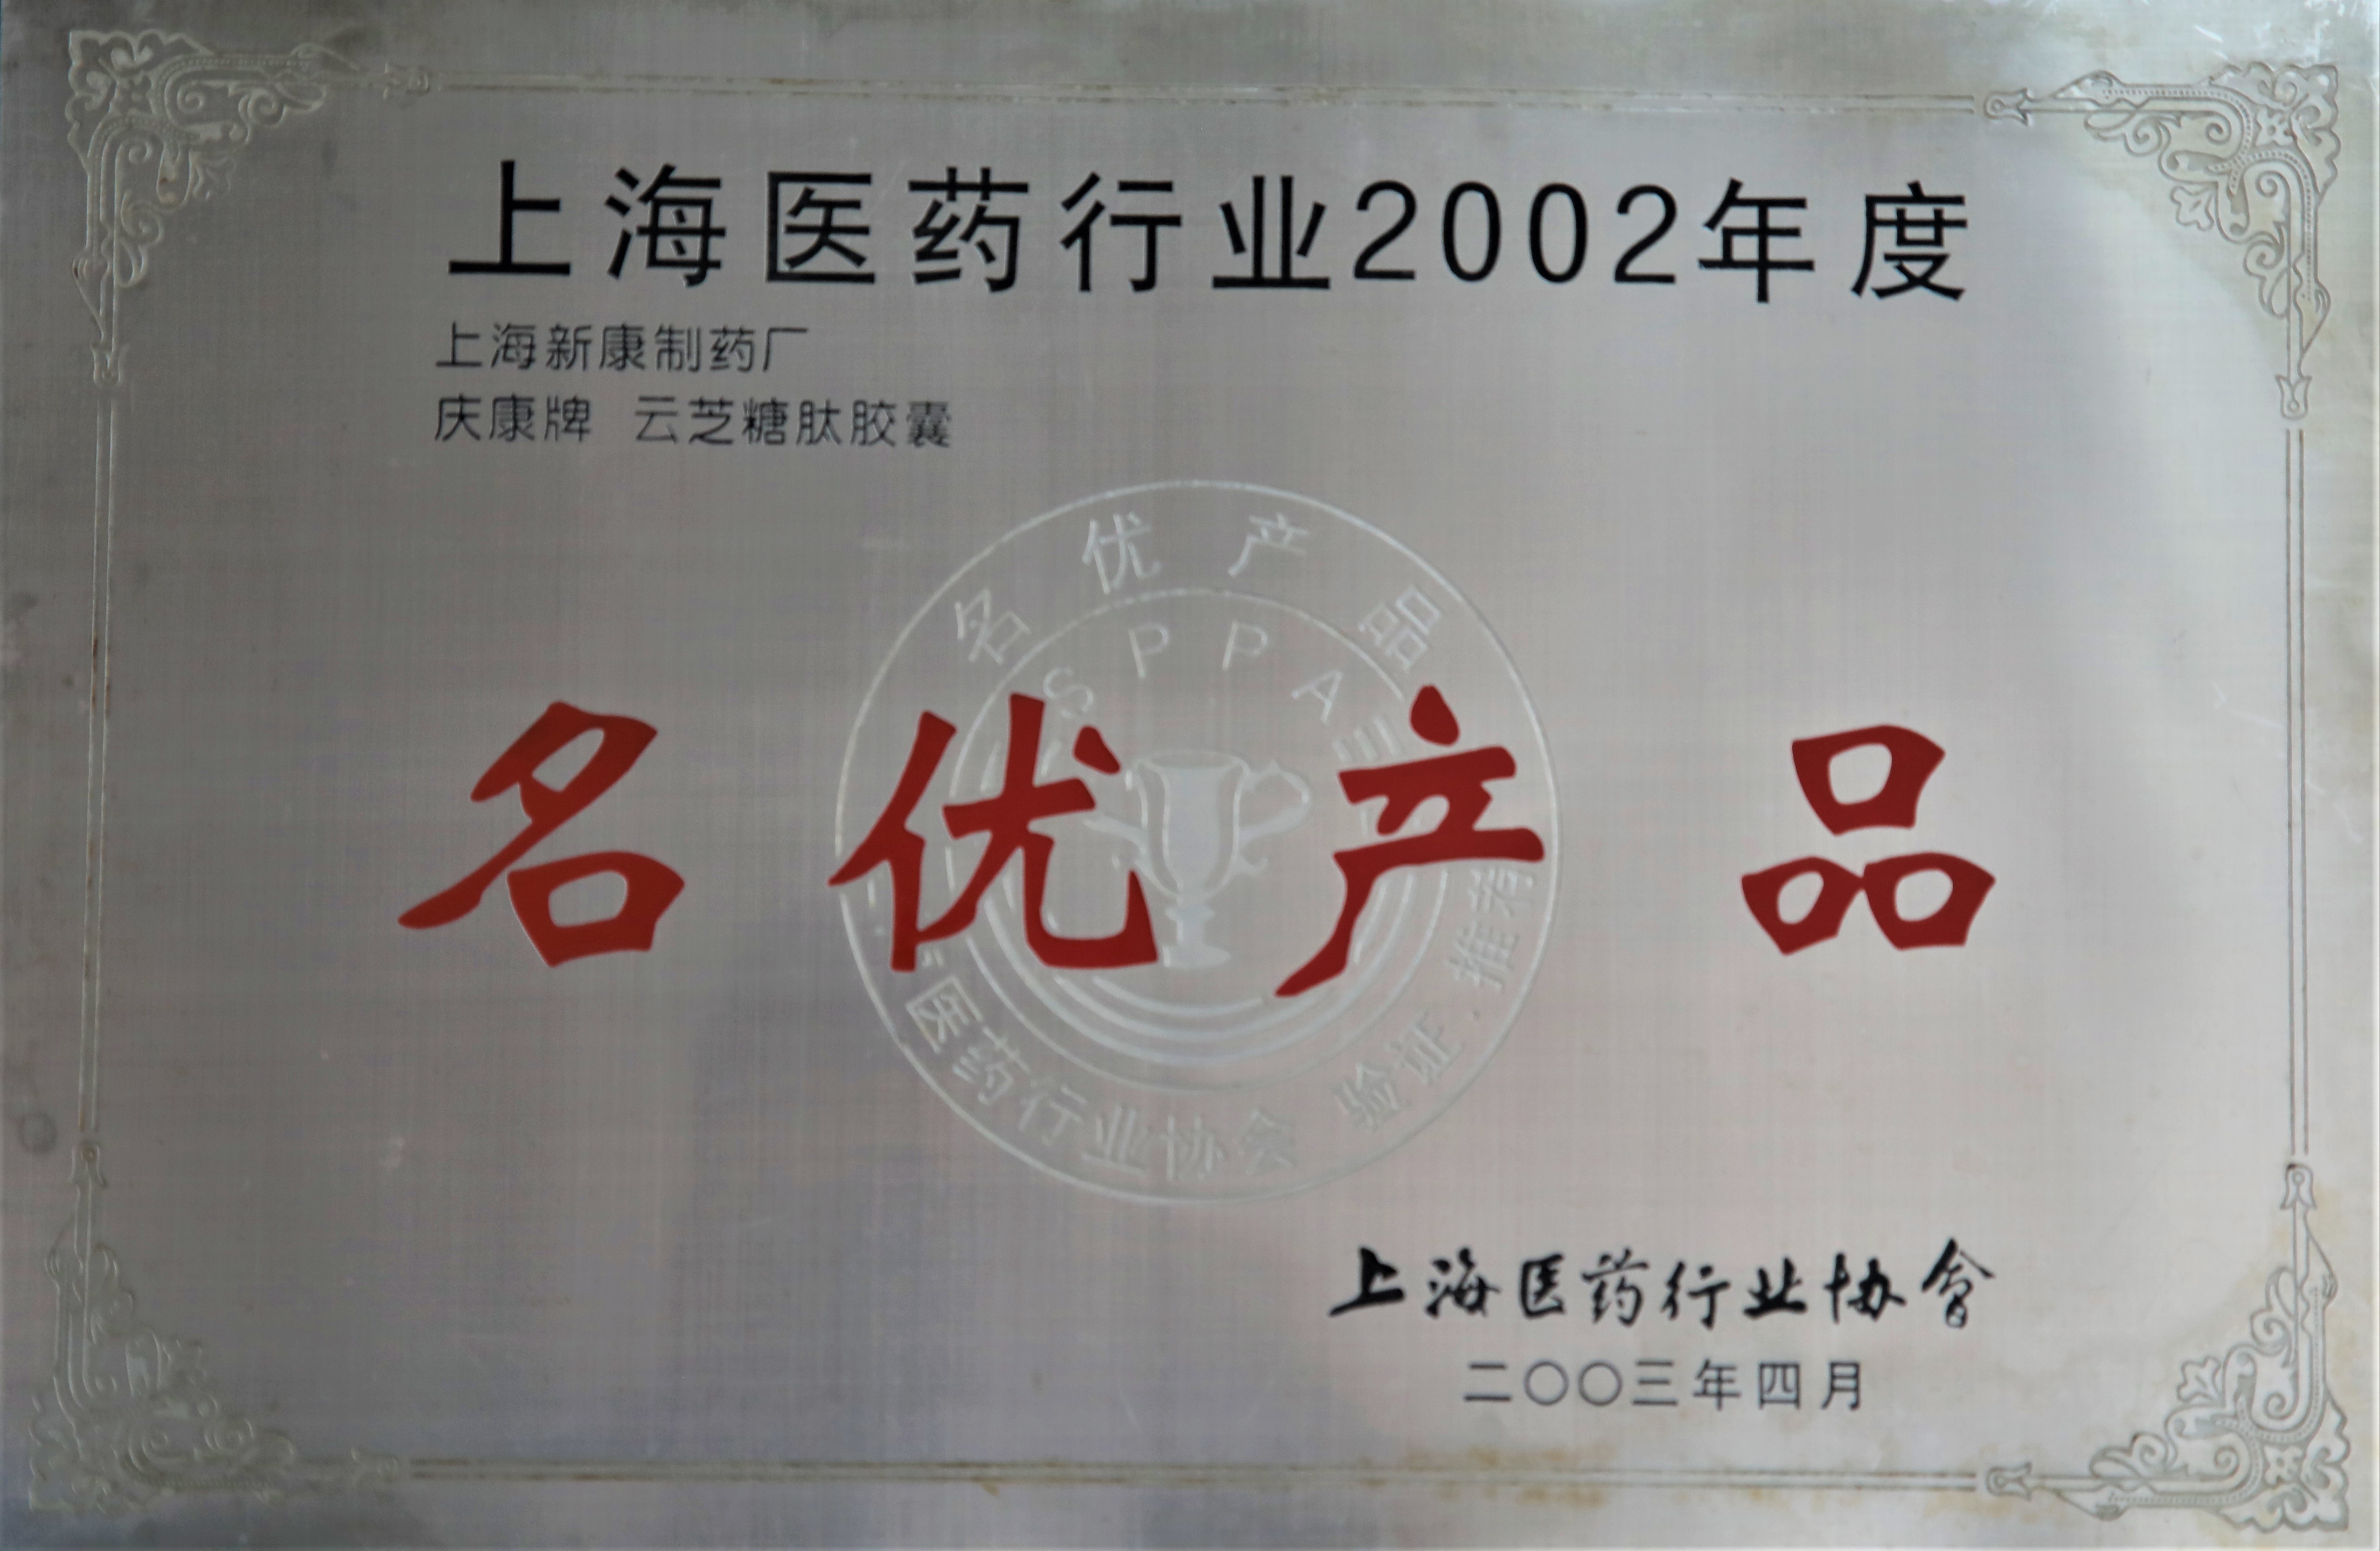 上海医药行业2002年度
上海新康制药厂
庆康牌 云芝糖肽胶囊
名优产品
SPPA
名优产品
医药行业协会 验证.推荐
上海医药行业协會
二〇〇三年四月